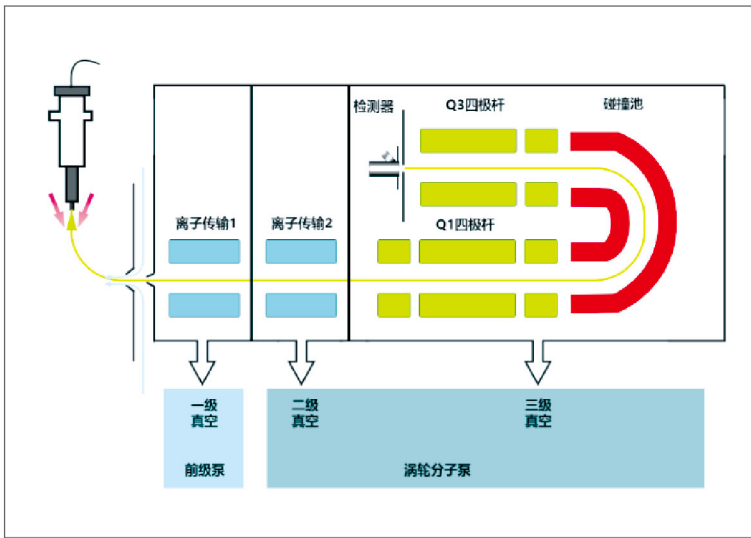 检测器
Q3四极杆
碰撞池
离子传输1
离子传输2
Q1四极杆
一级
真空
二级
真空
三级
真空
前级泵
涡轮分子泵